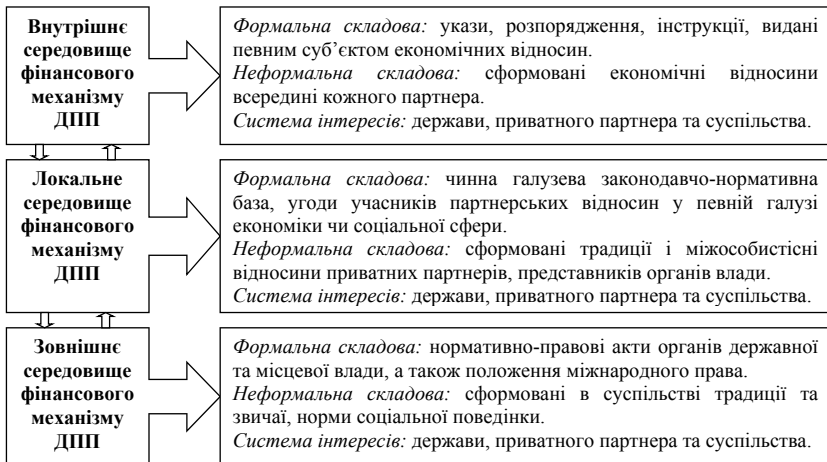 Внутрішнє
середовище
фінансового
механізму
ДПП
Формальна складова: укази, розпорядження, інструкції, видані
певним суб’єктом економічних відносин.
Неформальна складова: сформовані економічні відносини
всередині кожного партнера.
Система інтересів: держави, приватного партнера та суспільства.
Локальне
середовище
фінансового
механізму
ДПП
Формальна складова: чинна галузева законодавчо-нормативна
база, угоди учасників партнерських відносин у певній галузі
економіки чи соціальної сфери.
Неформальна складова: сформовані традиції і міжособистісні
відносини приватних партнерів, представників органів влади.
Система інтересів: держави, приватного партнера та суспільства.
Зовнішнє
середовище
фінансового
механізму
ДПП
Формальна складова: нормативно-правові акти органів державної
та місцевої влади, а також положення міжнародного права.
Неформальна складова: сформовані в суспільстві традиції та
звичаї, норми соціальної поведінки.
Система інтересів: держави, приватного партнера та суспільства.